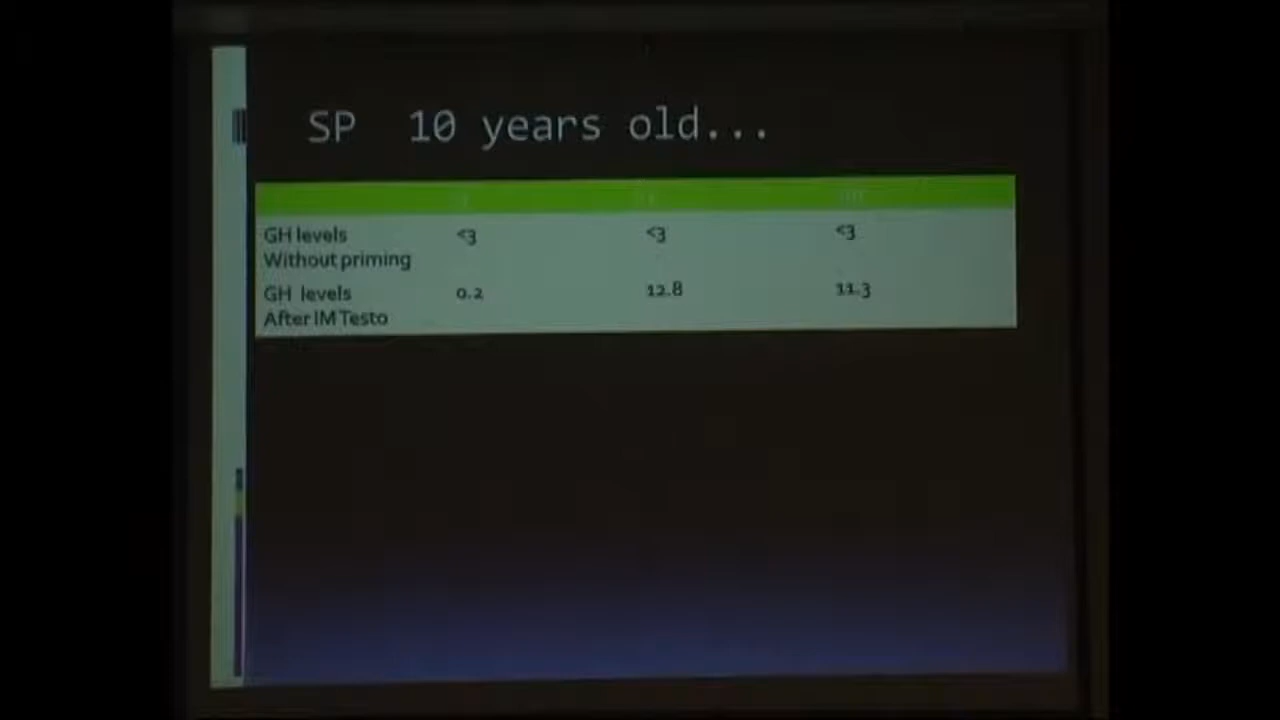 SP 10 years old...
GH levels Without priming <3 <3 <3
GH levels After IM Testo 0.2 12.8 11.3